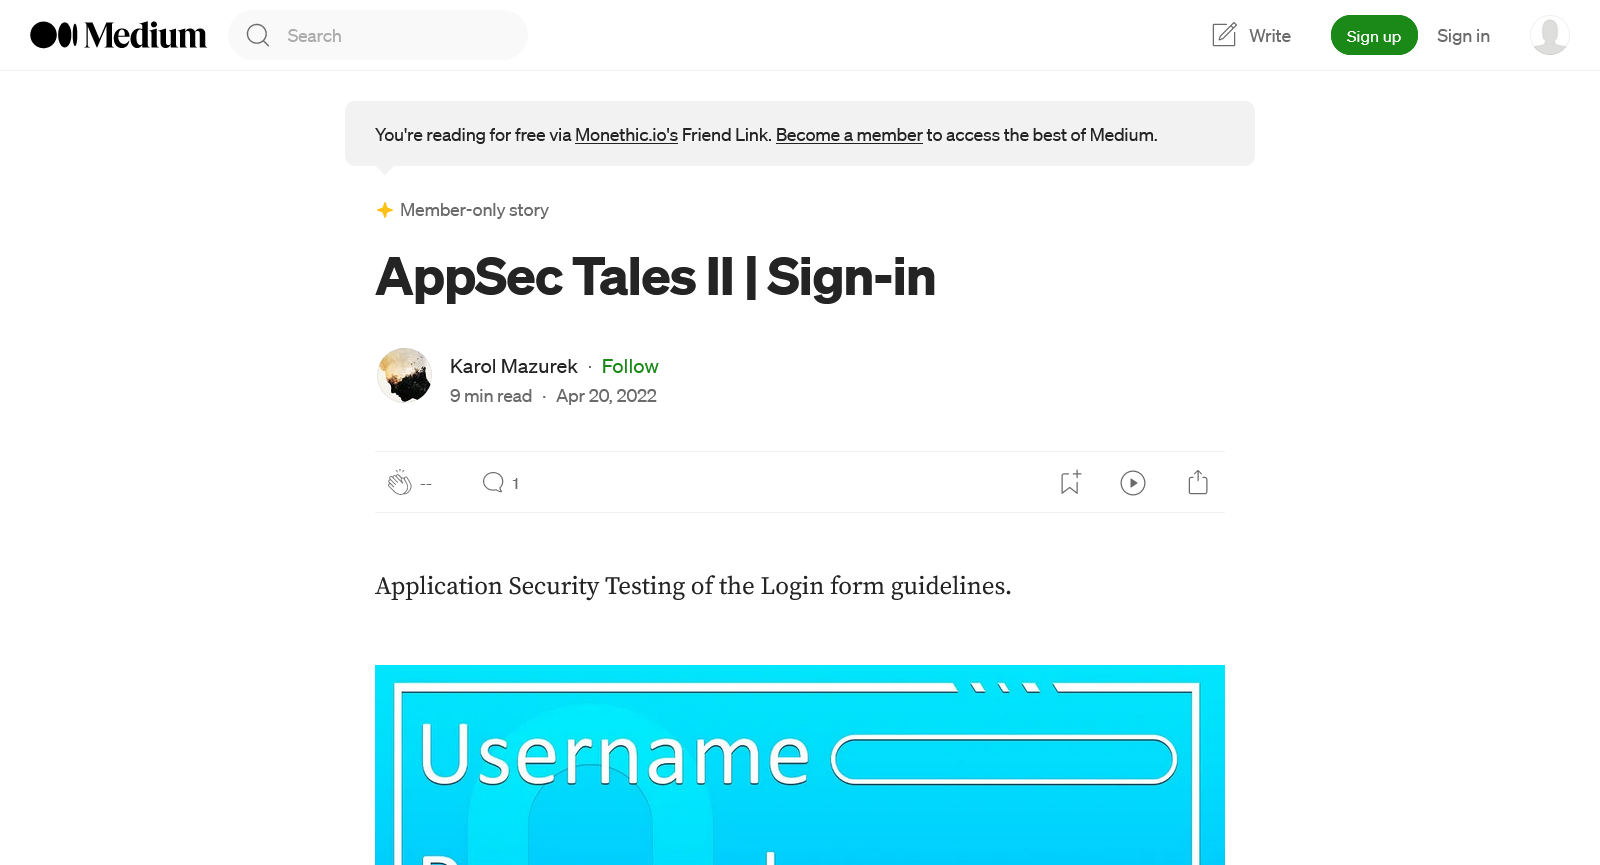 Medium
Search
Write
Sign up
Sign in
You're reading for free via Monethic.io's Friend Link. Become a member to access the best of Medium.
Member-only story
AppSec Tales II | Sign-in
Karol Mazurek · Follow
9 min read · Apr 20, 2022
--
1
Application Security Testing of the Login form guidelines.
Username